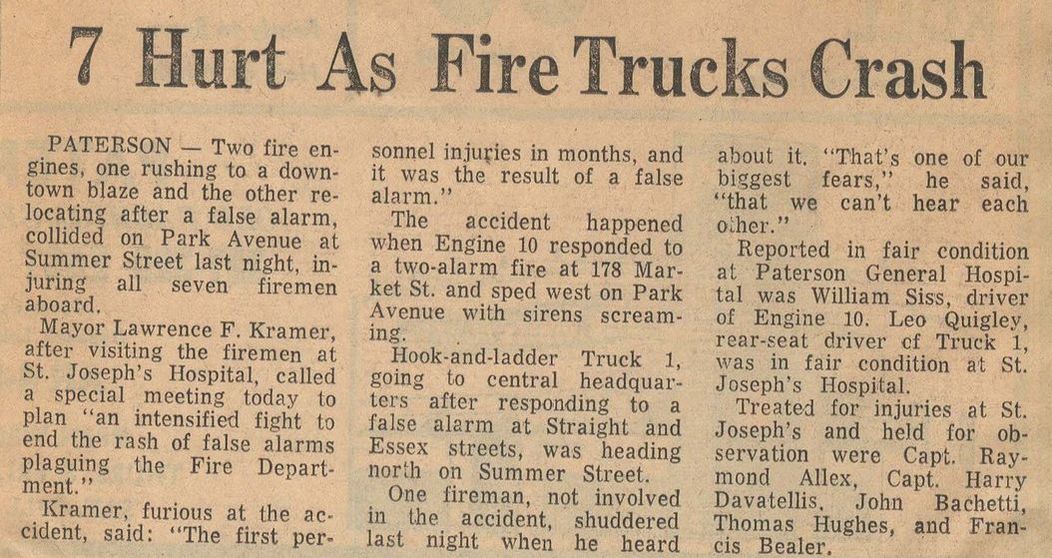 7 Hurt As Fire Trucks Crash
PATERSON — Two fire en-
gines, one rushing to a down-
town blaze and the other re-
locating after a false alarm,
collided on Park Avenue at
Summer Street last night, in-
juring all seven firemen
aboard.
Mayor Lawrence F. Kramer,
after visiting the firemen at
St. Joseph's Hospital, called
a special meeting today to
plan "an intensified fight to
end the rash of false alarms
plaguing the Fire Depart-
ment."
Kramer, furious at the ac-
cident, said: "The first per-
sonnel injuries in months, and
it was the result of a false
alarm."
The accident happened
when Engine 10 responded to
a two-alarm fire at 178 Mar-
ket St. and sped west on Park
Avenue with sirens scream-
ing.
Hook-and-ladder Truck 1,
going to central headquar-
ters after responding to a
false alarm at Straight and
Essex streets, was heading
north on Summer Street.
One fireman, not involved
in the accident, shuddered
last night when he heard
about it. "That's one of our
biggest fears," he said,
"that we can't hear each
other."
Reported in fair condition
at Paterson General Hospi-
tal was William Siss, driver
of Engine 10. Leo Quigley,
rear-seat driver of Truck 1,
was in fair condition at St.
Joseph's Hospital.
Treated for injuries at St.
Joseph's and held for ob-
servation were Capt. Ray-
mond Allex, Capt. Harry
Davatellis, John Bachetti,
Thomas Hughes, and Fran-
cis Bealer.